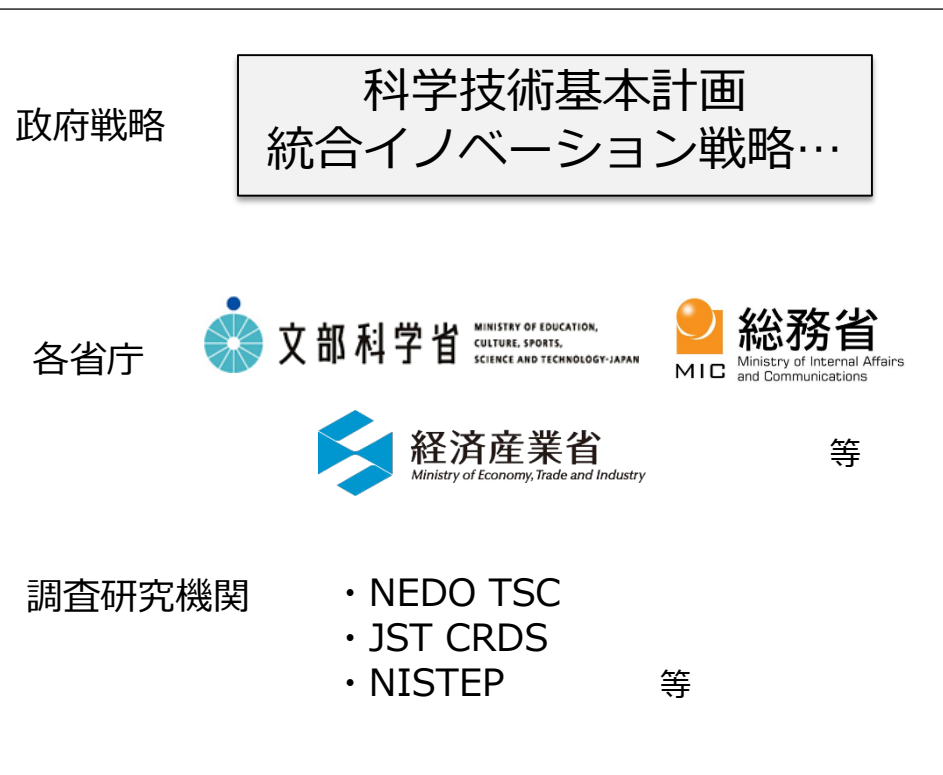 政府戦略
科学技術基本計画
統合イノベーション戦略…
各省庁
文部科学省
MINISTRY OF EDUCATION,
CULTURE, SPORTS,
SCIENCE AND TECHNOLOGY-JAPAN
MIC
総務省
Ministry of Internal Affairs
and Communications
経済産業省
Ministry of Economy, Trade and Industry
等
調査研究機関
・NEDO TSC
・JST CRDS
・NISTEP 等